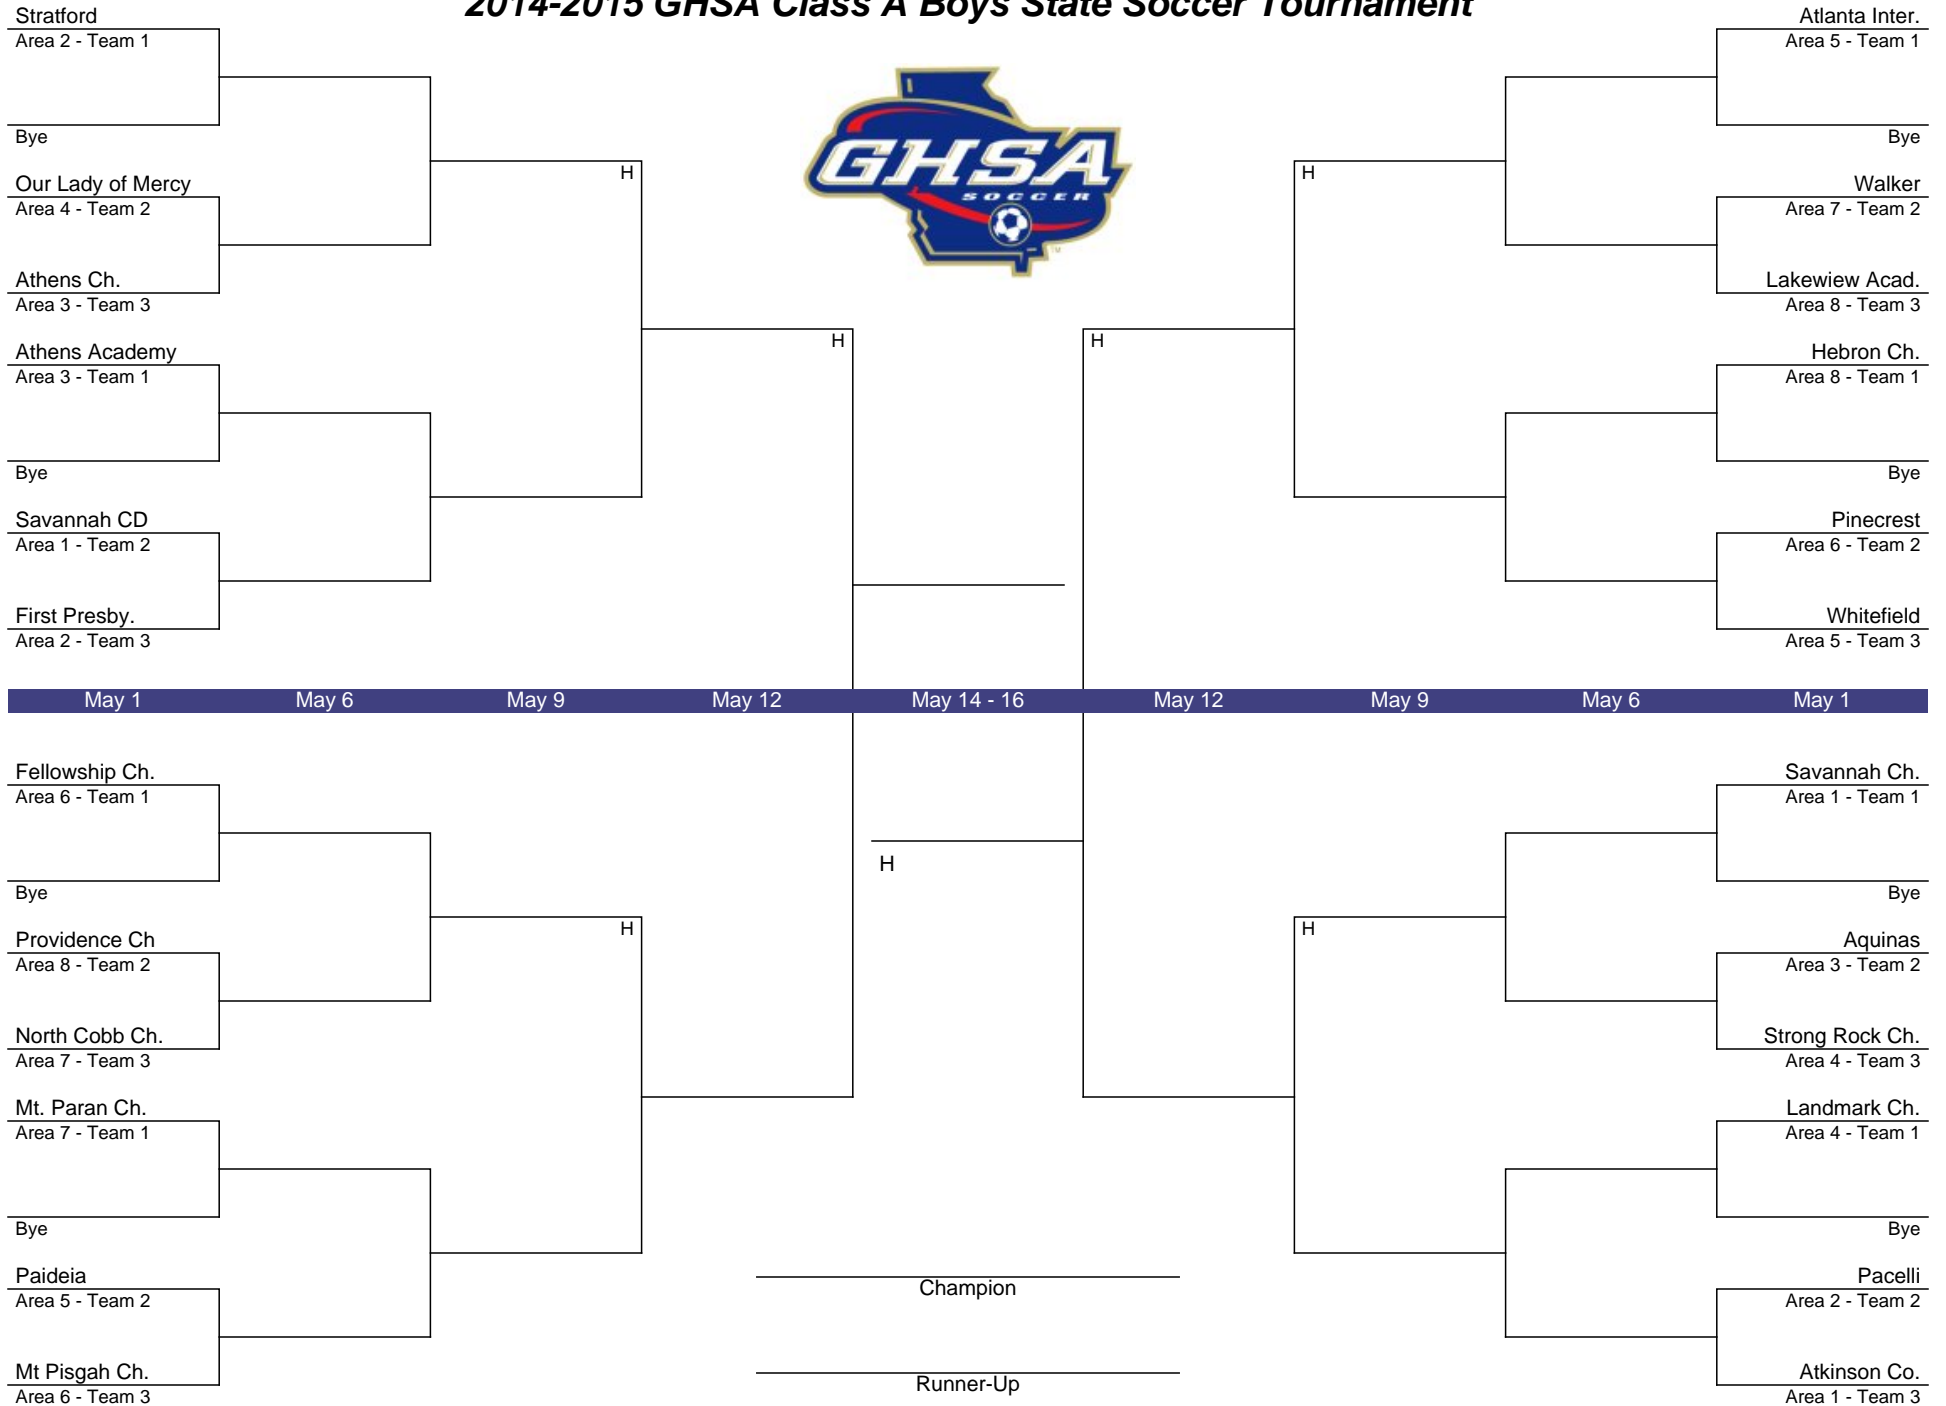 2014-2015 GHSA Class A Boys State Soccer Tournament
GHSA
SOCCER
TM
Stratford
Area 2 - Team 1
Bye
Our Lady of Mercy
Area 4 - Team 2
Athens Ch.
Area 3 - Team 3
Athens Academy
Area 3 - Team 1
Bye
Savannah CD
Area 1 - Team 2
First Presby.
Area 2 - Team 3
H
H
Atlanta Inter.
Area 5 - Team 1
Bye
Walker
Area 7 - Team 2
Lakewiew Acad.
Area 8 - Team 3
Hebron Ch.
Area 8 - Team 1
Bye
Pinecrest
Area 6 - Team 2
Whitefield
Area 5 - Team 3
H
H
May 1 May 6 May 9 May 12 May 14 - 16 May 12 May 9 May 6 May 1
Fellowship Ch.
Area 6 - Team 1
Bye
Providence Ch
Area 8 - Team 2
North Cobb Ch.
Area 7 - Team 3
Mt. Paran Ch.
Area 7 - Team 1
Bye
Paideia
Area 5 - Team 2
Mt Pisgah Ch.
Area 6 - Team 3
H
H
Champion
Runner-Up
H
Savannah Ch.
Area 1 - Team 1
Bye
Aquinas
Area 3 - Team 2
Strong Rock Ch.
Area 4 - Team 3
Landmark Ch.
Area 4 - Team 1
Bye
Pacelli
Area 2 - Team 2
Atkinson Co.
Area 1 - Team 3